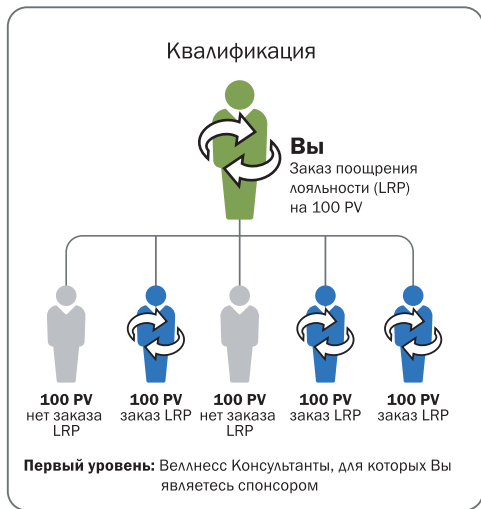 Квалификация
Вы
Заказ поощрения
лояльности (LRP)
на 100 PV
100 PV
нет заказа
LRP
100 PV
заказ LRP
100 PV
нет заказа
LRP
100 PV
заказ LRP
100 PV
заказ LRP
Первый уровень: Веллнесс Консультанты, для которых Вы
являетесь спонсором